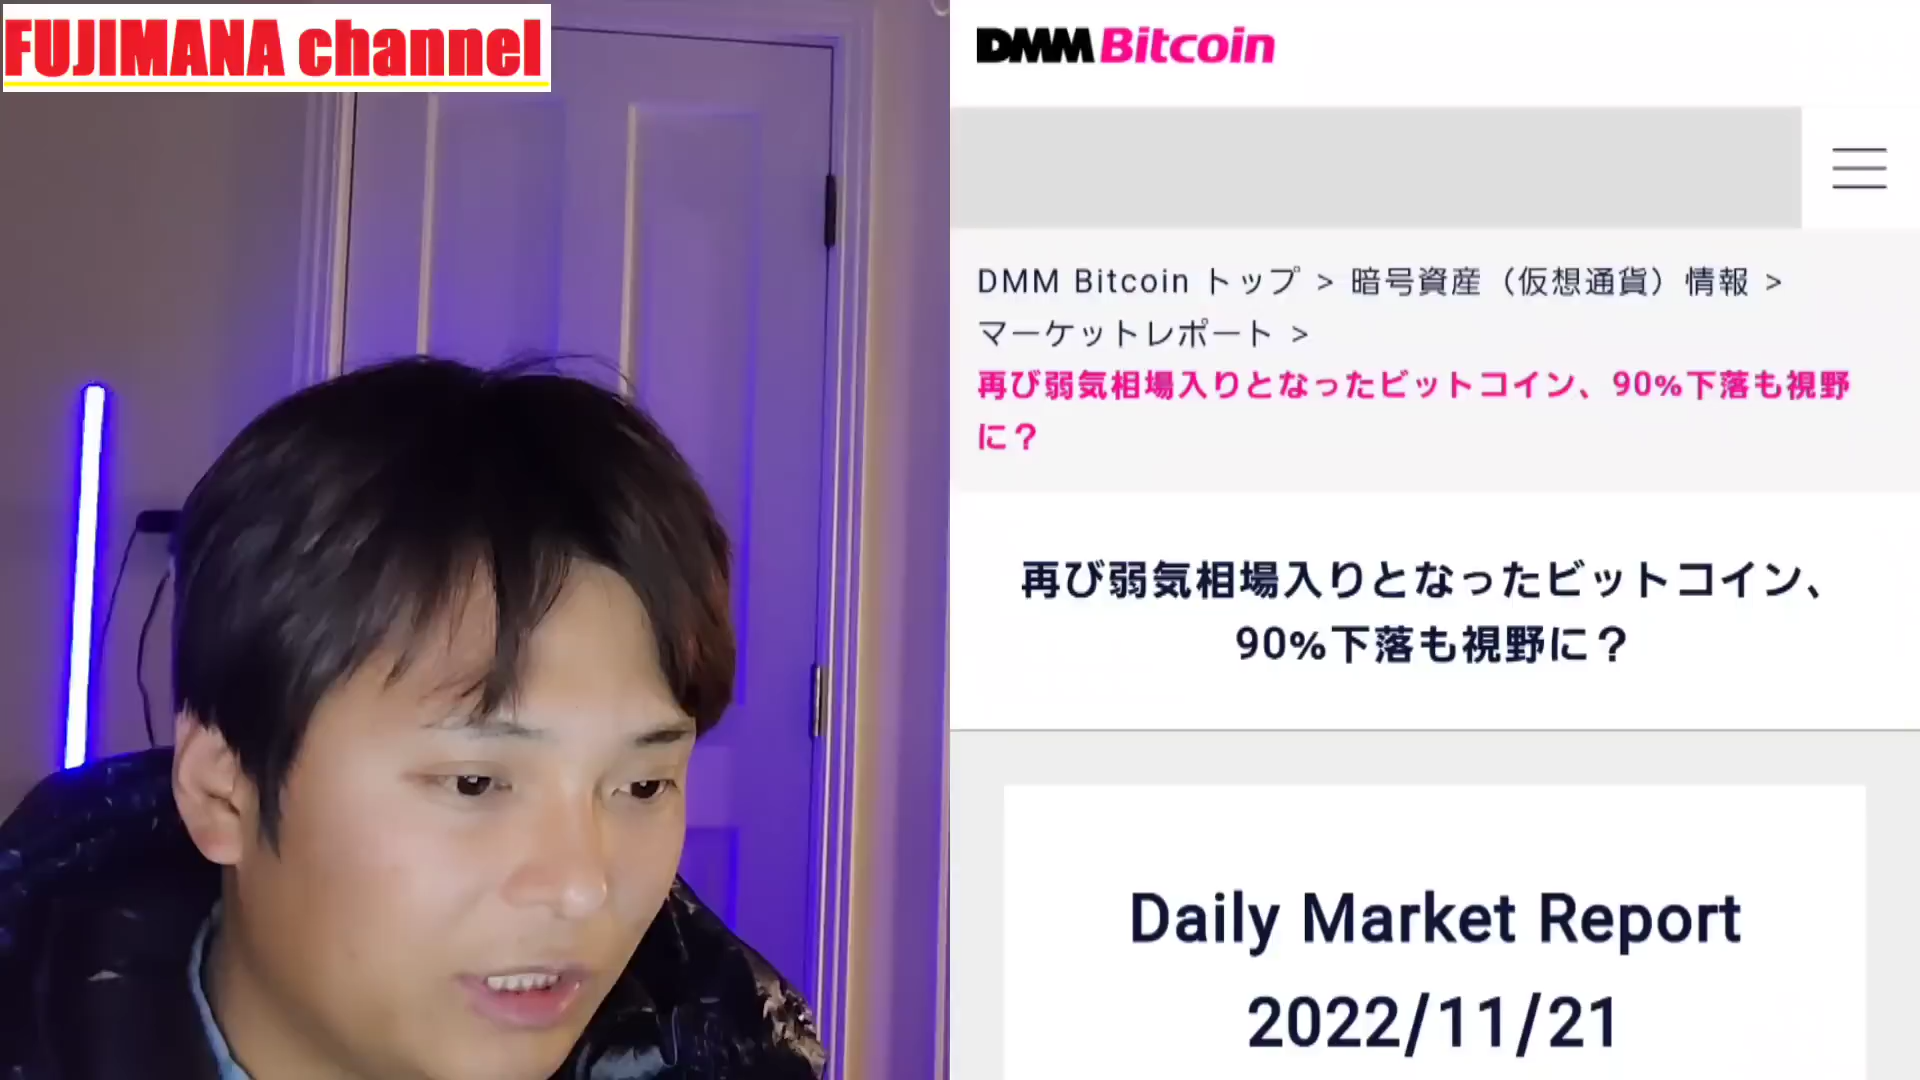 FUJIMANA channel
DMM Bitcoin
DMM Bitcoin トップ > 暗号資産（仮想通貨）情報 >
マーケットレポート >
再び弱気相場入りとなったビットコイン、90%下落も視野
に？
再び弱気相場入りとなったビットコイン、
90%下落も視野に？
Daily Market Report
2022/11/21